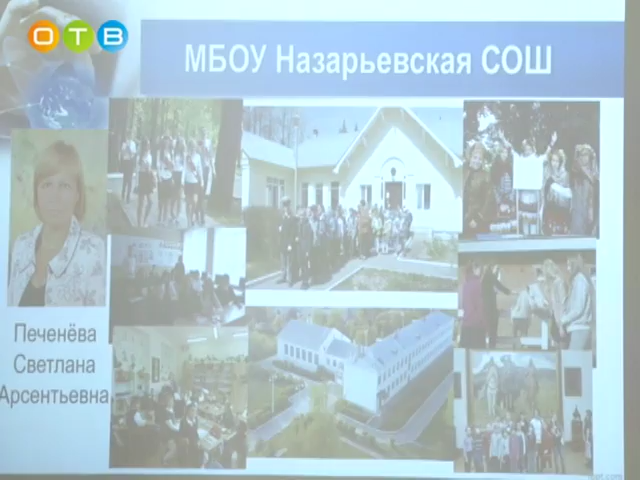 ОТВ
МБОУ Назарьевская СОШ
Печенёва
Светлана
Арсентьевна